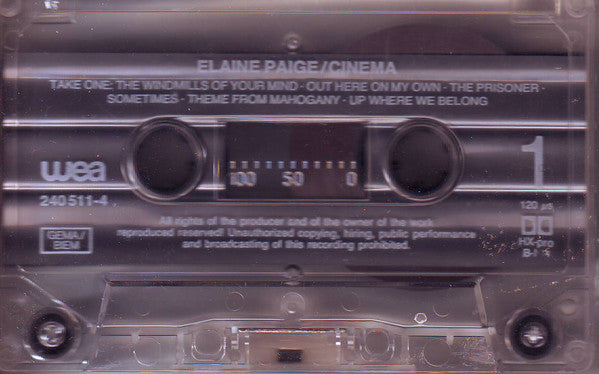 ELAINE PAIGE/CINEMA
TAKE ONE: THE WINDMILLS OF YOUR MIND · OUT HERE ON MY OWN · THE PRISONER ·
SOMETIMES · THEME FROM MAHOGANY · UP WHERE WE BELONG
wea
240 511-4
100 50 0
1
120 µs
HX-pro
B-I
GEMA/
BIEM
All rights of the producer and of the owner of the work
reproduced reserved! Unauthorized copying, hiring, public performance
and broadcasting of this recording prohibited.